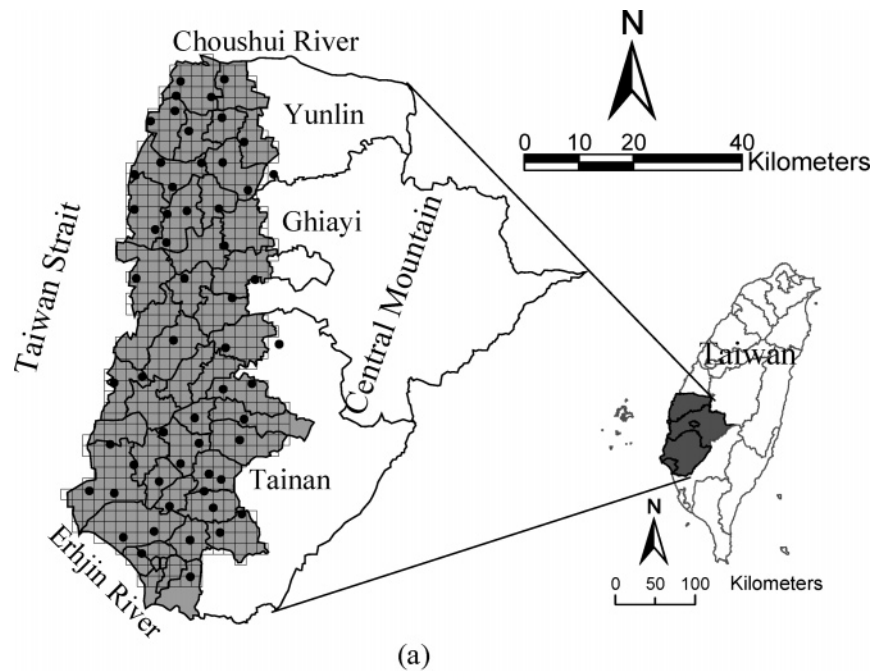 Choushui River
N
Yunlin
0 10 20 40
Kilometers
Ghiayi
Taiwan Strait
Central Mountain
Taiwan
Tainan
N
Erhjin River
0 50 100 Kilometers
(a)